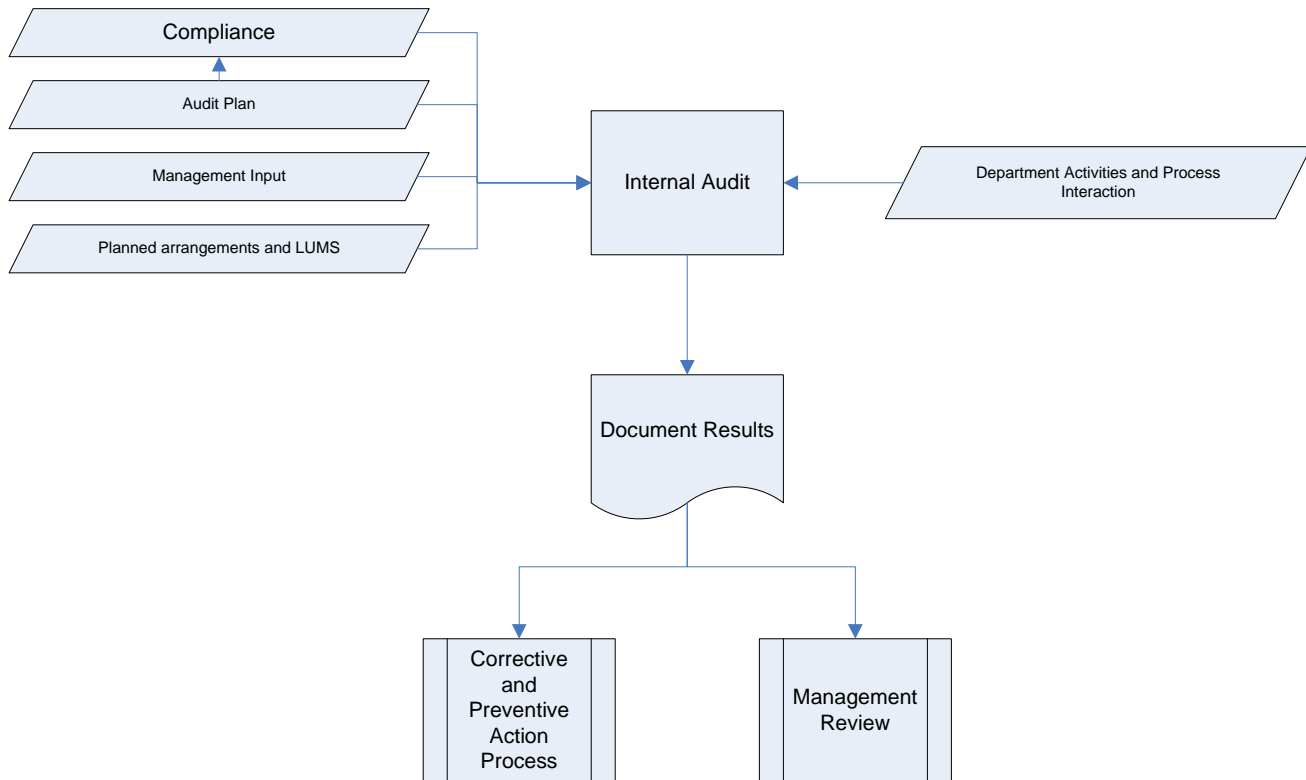 Compliance
Audit Plan
Management Input
Planned arrangements and LUMS
Internal Audit
Department Activities and Process
Interaction
Document Results
Corrective
and
Preventive
Action
Process
Management
Review